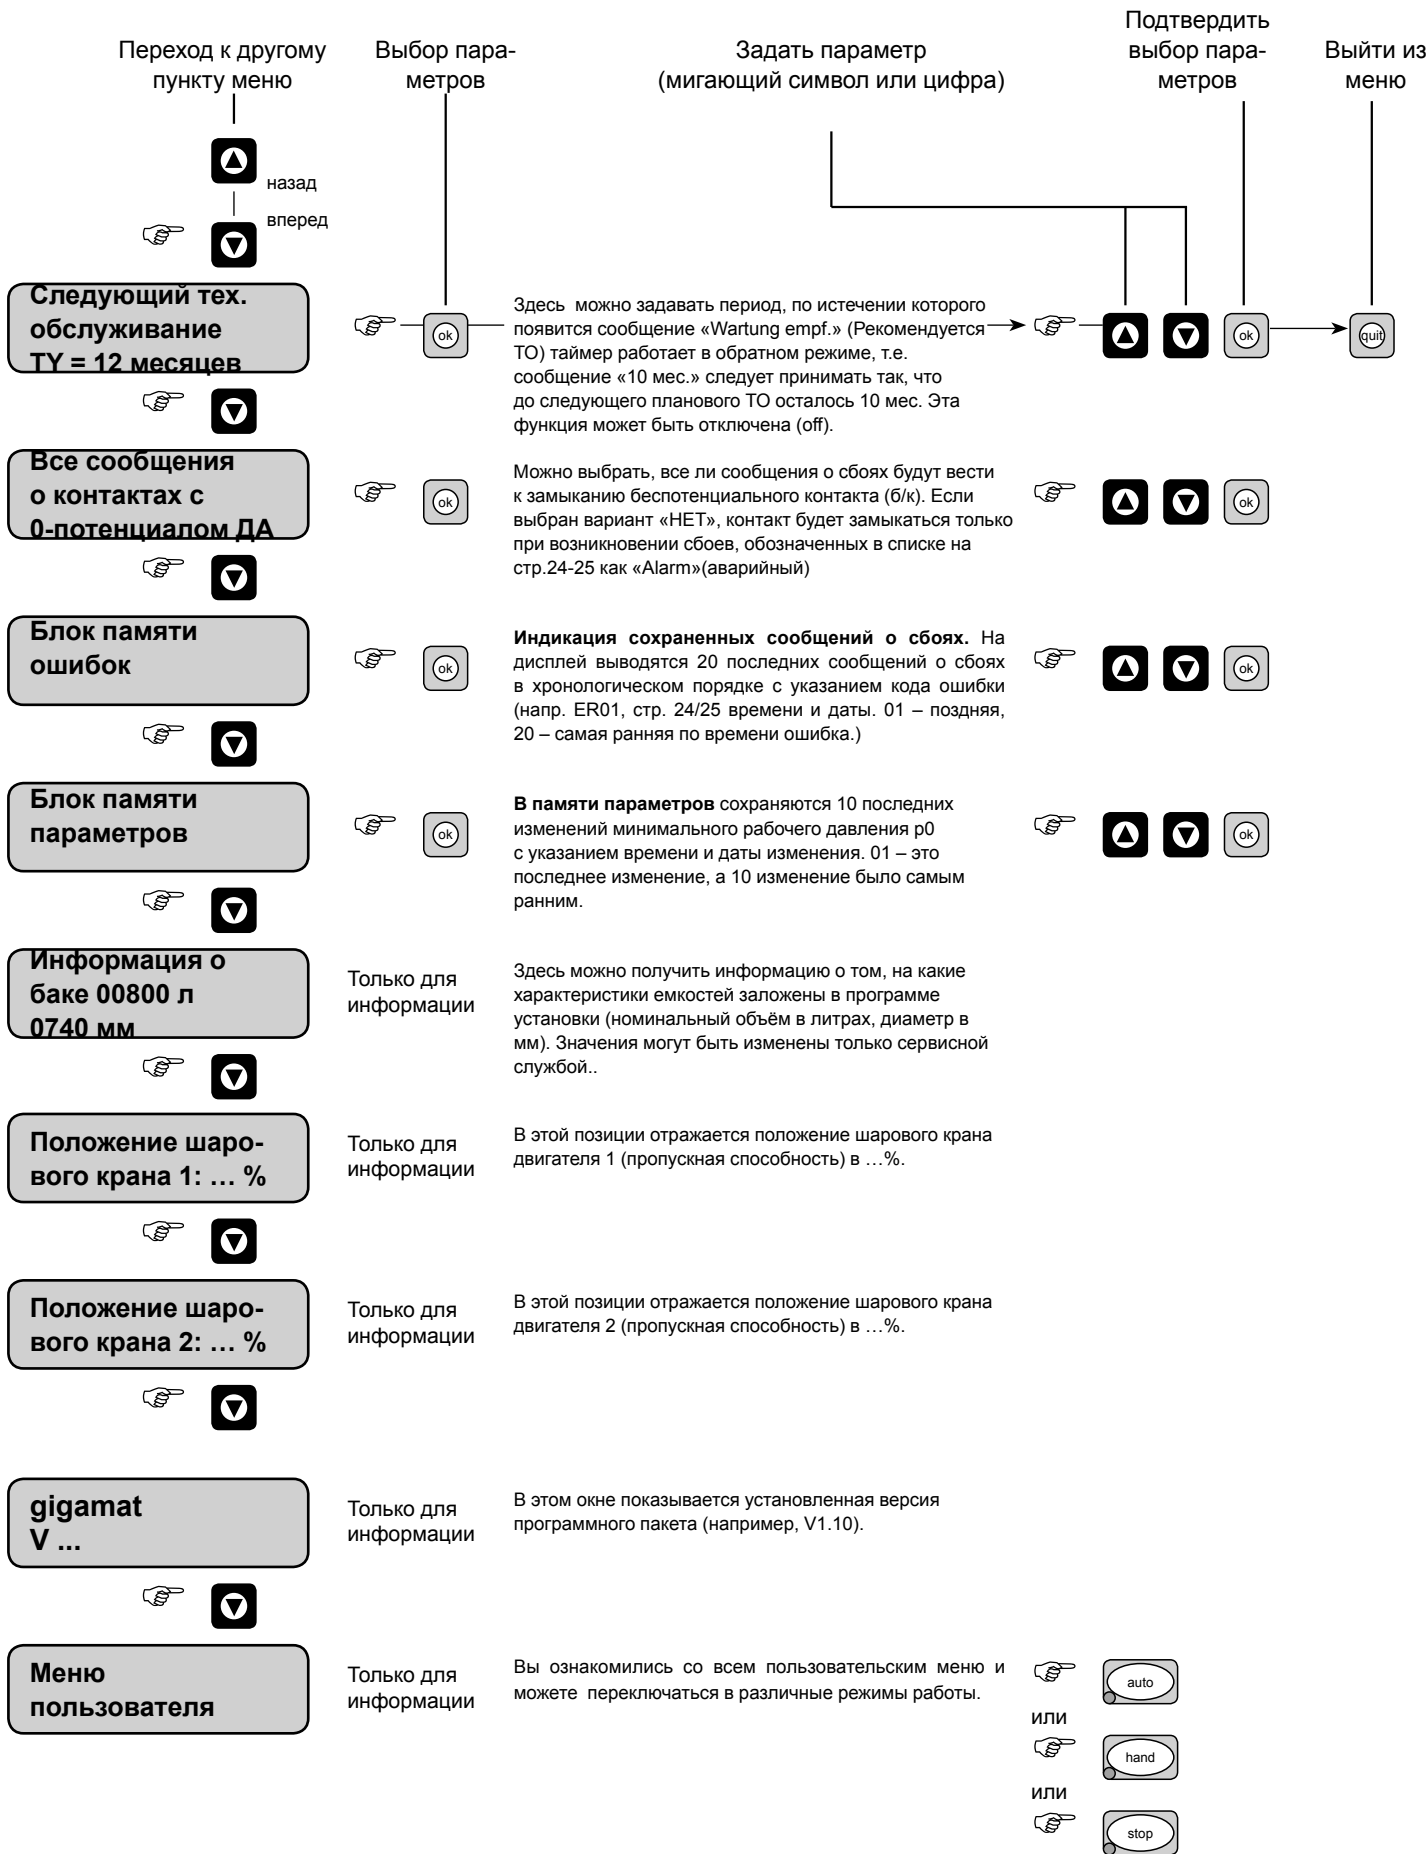 Переход к другому
пункту меню
Выбор пара-
метров
Задать параметр
(мигающий символ или цифра)
Подтвердить
выбор пара-
метров
Выйти из
меню
назад
вперед
Следующий тех.
обслуживание
TY = 12 месяцев
ok
Здесь можно задавать период, по истечении которого
появится сообщение «Wartung empf.» (Рекомендуется
ТО) таймер работает в обратном режиме, т.е.
сообщение «10 мес.» следует принимать так, что
до следующего планового ТО осталось 10 мес. Эта
функция может быть отключена (off).
ok
quit
Все сообщения
о контактах с
0-потенциалом ДА
ok
Можно выбрать, все ли сообщения о сбоях будут вести
к замыканию беспотенциального контакта (б/к). Если
выбран вариант «НЕТ», контакт будет замыкаться только
при возникновении сбоев, обозначенных в списке на
стр.24-25 как «Alarm»(аварийный)
ok
Блок памяти
ошибок
ok
Индикация сохраненных сообщений о сбоях. На
дисплей выводятся 20 последних сообщений о сбоях
в хронологическом порядке с указанием кода ошибки
(напр. ER01, стр. 24/25 времени и даты. 01 – поздняя,
20 – самая ранняя по времени ошибка.)
ok
Блок памяти
параметров
ok
В памяти параметров сохраняются 10 последних
изменений минимального рабочего давления p0
с указанием времени и даты изменения. 01 – это
последнее изменение, а 10 изменение было самым
ранним.
ok
Информация о
баке 00800 л
0740 мм
Только для
информации
Здесь можно получить информацию о том, на какие
характеристики емкостей заложены в программе
установки (номинальный объём в литрах, диаметр в
мм). Значения могут быть изменены только сервисной
службой..
Положение шаро-
вого крана 1: … %
Только для
информации
В этой позиции отражается положение шарового крана
двигателя 1 (пропускная способность) в …%.
Положение шаро-
вого крана 2: … %
Только для
информации
В этой позиции отражается положение шарового крана
двигателя 2 (пропускная способность) в …%.
gigamat
V ...
Только для
информации
В этом окне показывается установленная версия
программного пакета (например, V1.10).
Меню
пользователя
Только для
информации
Вы ознакомились со всем пользовательским меню и
можете переключаться в различные режимы работы.
auto
или
hand
или
stop